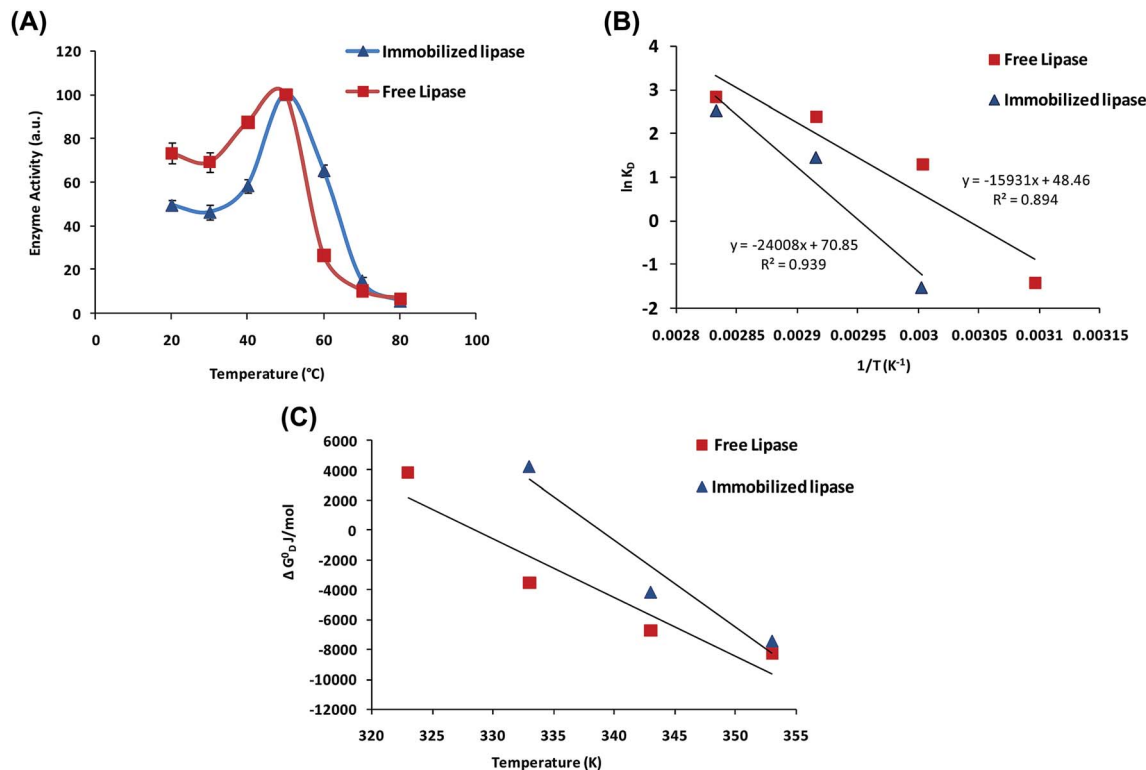 (A)
120
100
80
60
40
20
0
0 20 40 60 80 100
Enzyme Activity (a.u.)
Temperature (°C)
Immobilized lipase
Free Lipase
(B)
4
3
2
1
0
-1
-2
0.0028 0.00285 0.0029 0.00295 0.003 0.00305 0.0031 0.00315
ln K_D
1/T (K⁻¹)
Free Lipase
Immobilized lipase
y = -15931x + 48.46
R² = 0.894
y = -24008x + 70.85
R² = 0.939
(C)
6000
4000
2000
0
-2000
-4000
-6000
-8000
-10000
-12000
320 325 330 335 340 345 350 355
Δ G⁰_D J/mol
Temperature (K)
Free Lipase
Immobilized lipase